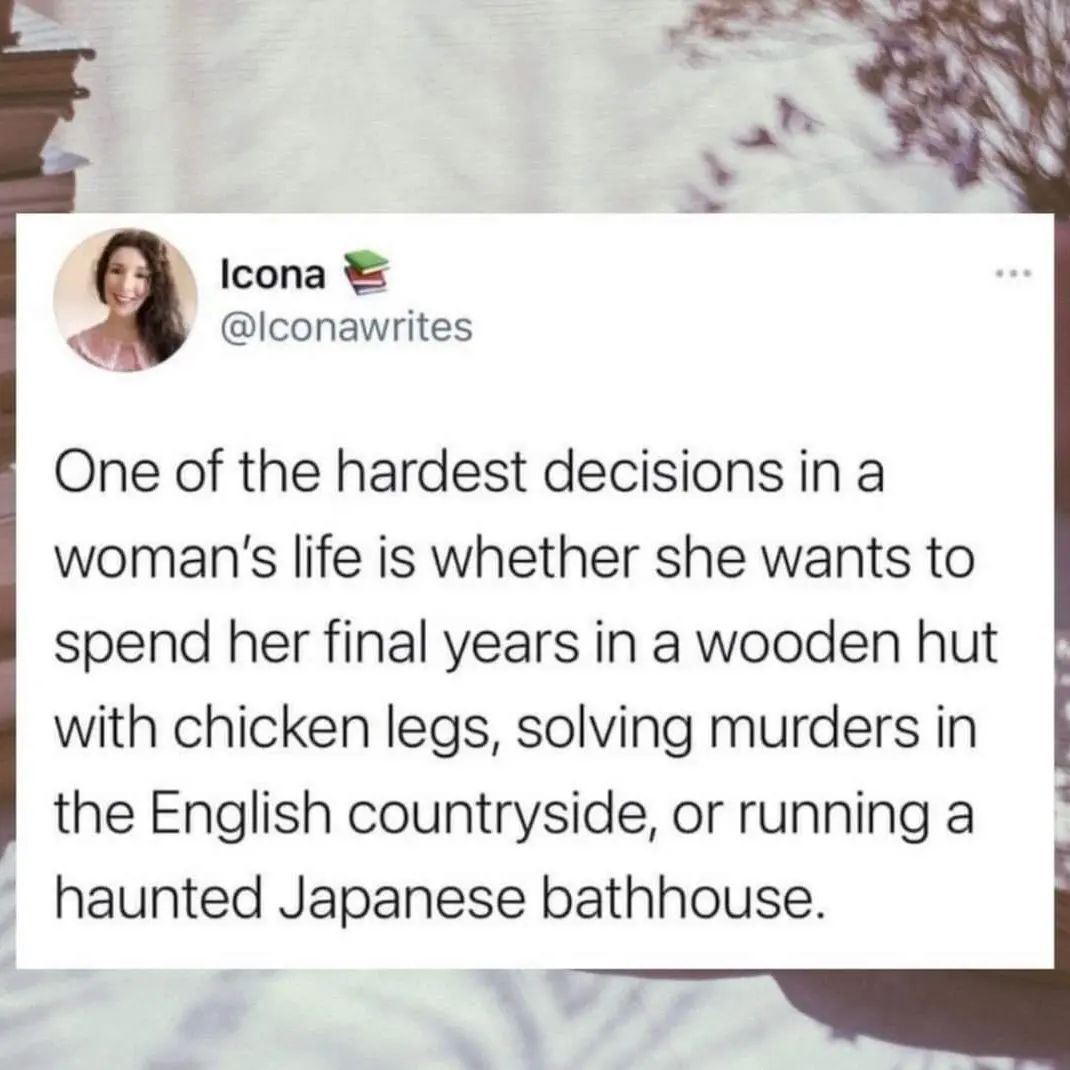 Icona 📚
@Iconawrites
One of the hardest decisions in a
woman's life is whether she wants to
spend her final years in a wooden hut
with chicken legs, solving murders in
the English countryside, or running a
haunted Japanese bathhouse.